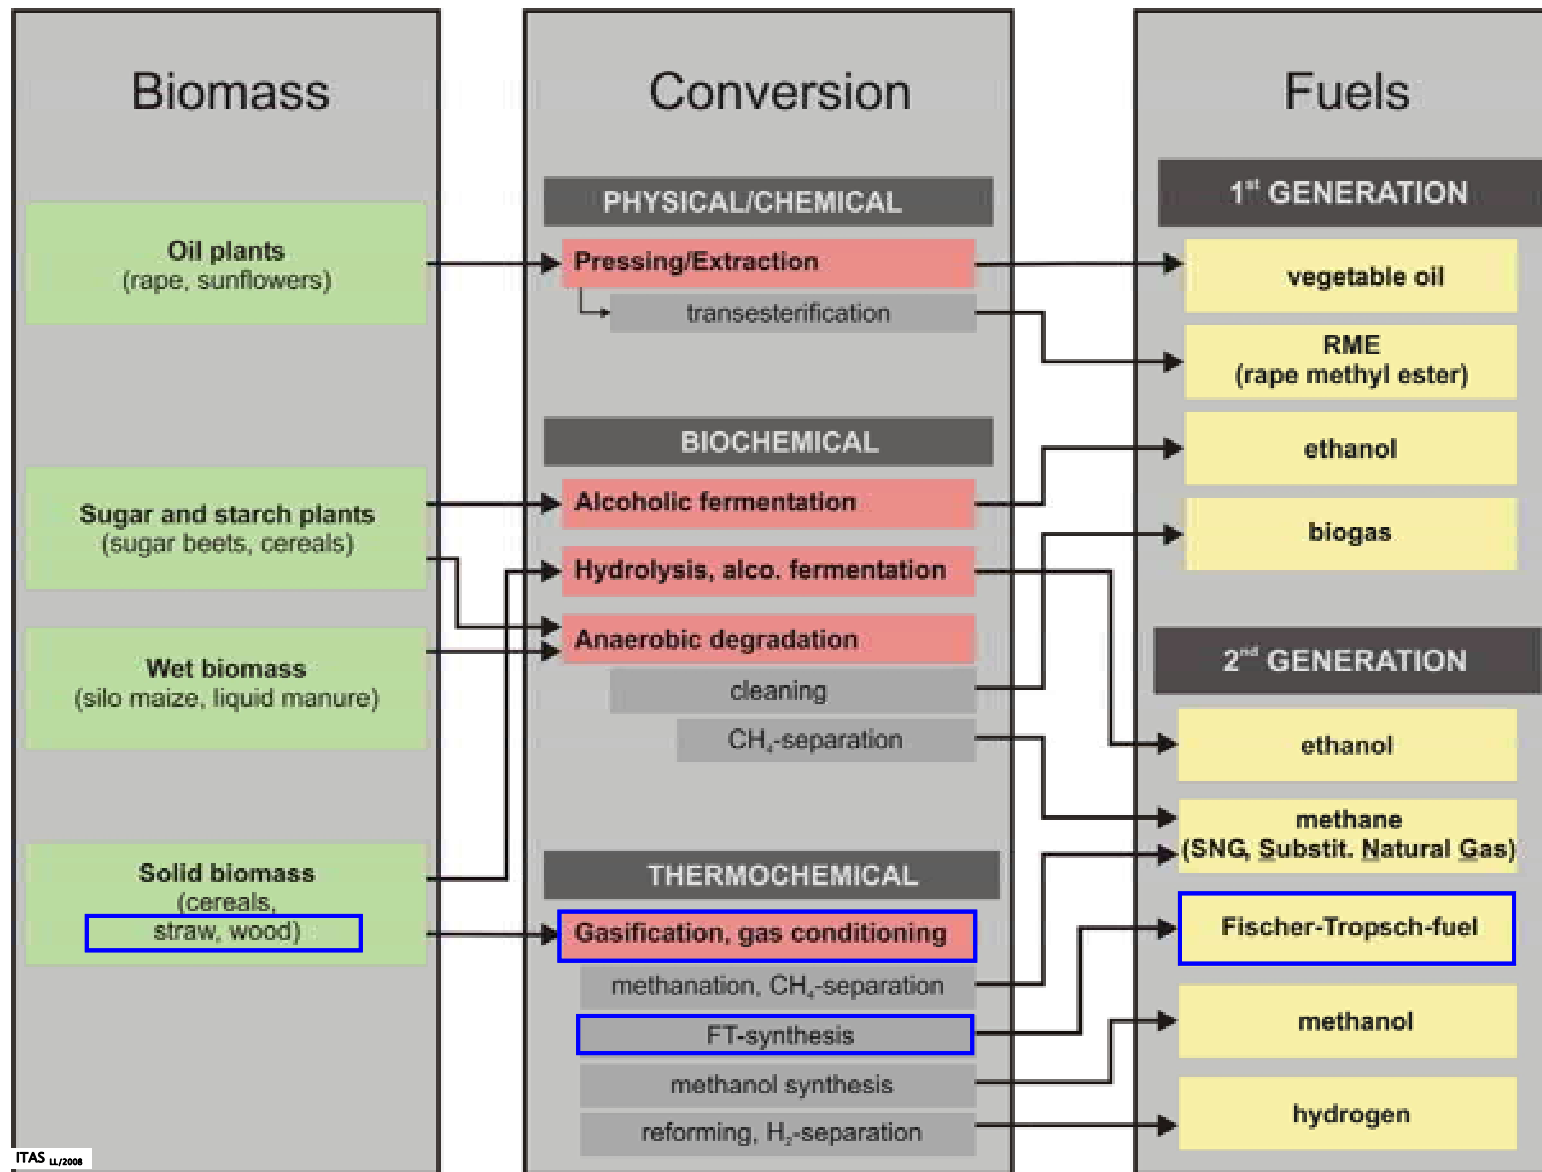 Biomass
Oil plants
(rape, sunflowers)
Sugar and starch plants
(sugar beets, cereals)
Wet biomass
(silo maize, liquid manure)
Solid biomass
(cereals,
straw, wood)
Conversion
PHYSICAL/CHEMICAL
Pressing/Extraction
transesterification
BIOCHEMICAL
Alcoholic fermentation
Hydrolysis, alco. fermentation
Anaerobic degradation
cleaning
CH₄-separation
THERMOCHEMICAL
Gasification, gas conditioning
methanation, CH₄-separation
FT-synthesis
methanol synthesis
reforming, H₂-separation
Fuels
1st GENERATION
vegetable oil
RME
(rape methyl ester)
ethanol
biogas
2nd GENERATION
ethanol
methane
(SNG, Substit. Natural Gas)
Fischer-Tropsch-fuel
methanol
hydrogen
ITAS LL/2008